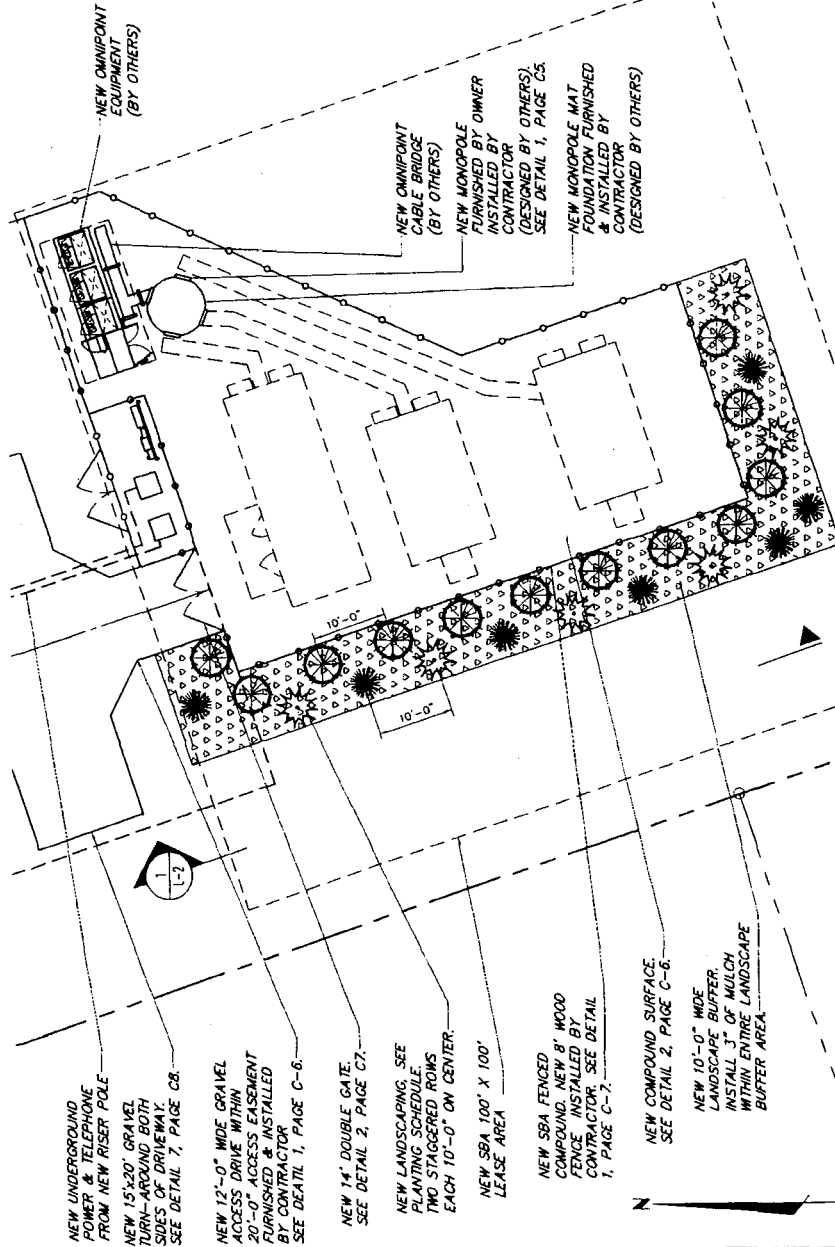 NEW OMNIPOINT
EQUIPMENT
(BY OTHERS)
NEW OMNIPOINT
CABLE BRIDGE
(BY OTHERS)
NEW MONOPOLE
FURNISHED BY OWNER
INSTALLED BY
CONTRACTOR
(DESIGNED BY OTHERS).
SEE DETAIL 1, PAGE C5.
NEW MONOPOLE MAT
FOUNDATION FURNISHED
& INSTALLED BY
CONTRACTOR
(DESIGNED BY OTHERS)
10'-0"
10'-0"
1
L-2
NEW UNDERGROUND
POWER & TELEPHONE
FROM NEW RISER POLE
NEW 15'x20' GRAVEL
TURN-AROUND BOTH
SIDES OF DRIVEWAY.
SEE DETAIL 7, PAGE C8.
NEW 12'-0" WIDE GRAVEL
ACCESS DRIVE WITHIN
20'-0" ACCESS EASEMENT
FURNISHED & INSTALLED
BY CONTRACTOR
SEE DEATIL 1, PAGE C-6.
NEW 14' DOUBLE GATE.
SEE DETAIL 2, PAGE C7.
NEW LANDSCAPING, SEE
PLANTING SCHEDULE.
TWO STAGGERED ROWS
EACH 10'-0" ON CENTER.
NEW SBA 100' X 100'
LEASE AREA
NEW SBA FENCED
COMPOUND. NEW 8' WOOD
FENCE INSTALLED BY
CONTRACTOR. SEE DETAIL
1, PAGE C-7.
NEW COMPOUND SURFACE.
SEE DETAIL 2, PAGE C-6.
NEW 10'-0" WIDE
LANDSCAPE BUFFER.
INSTALL 3" OF MULCH
WITHIN ENTIRE LANDSCAPE
BUFFER AREA.
N